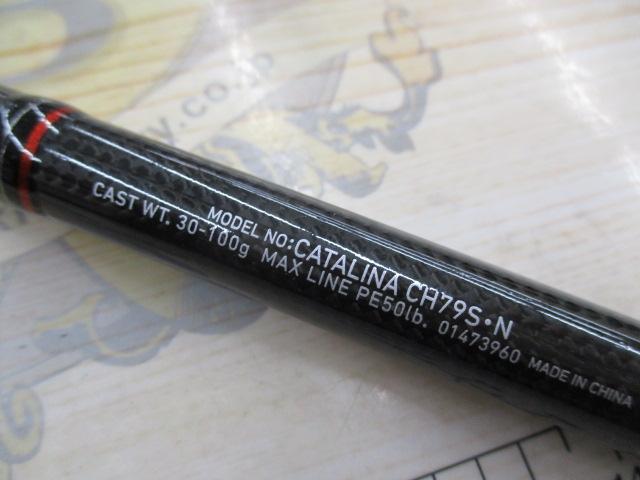 MODEL NO:CATALINA CH79S•N
CAST WT. 30-100g MAX LINE PE50lb. 01473960 MADE IN CHINA